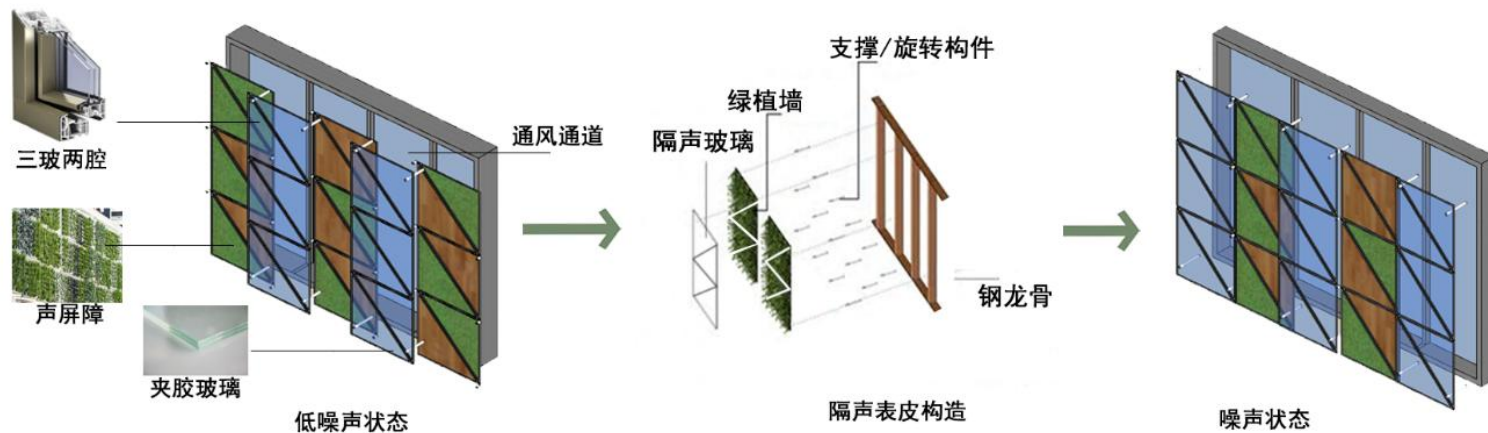 三玻两腔
声屏障
夹胶玻璃
通风通道
低噪声状态
支撑/旋转构件
绿植墙
隔声玻璃
钢龙骨
隔声表皮构造
噪声状态